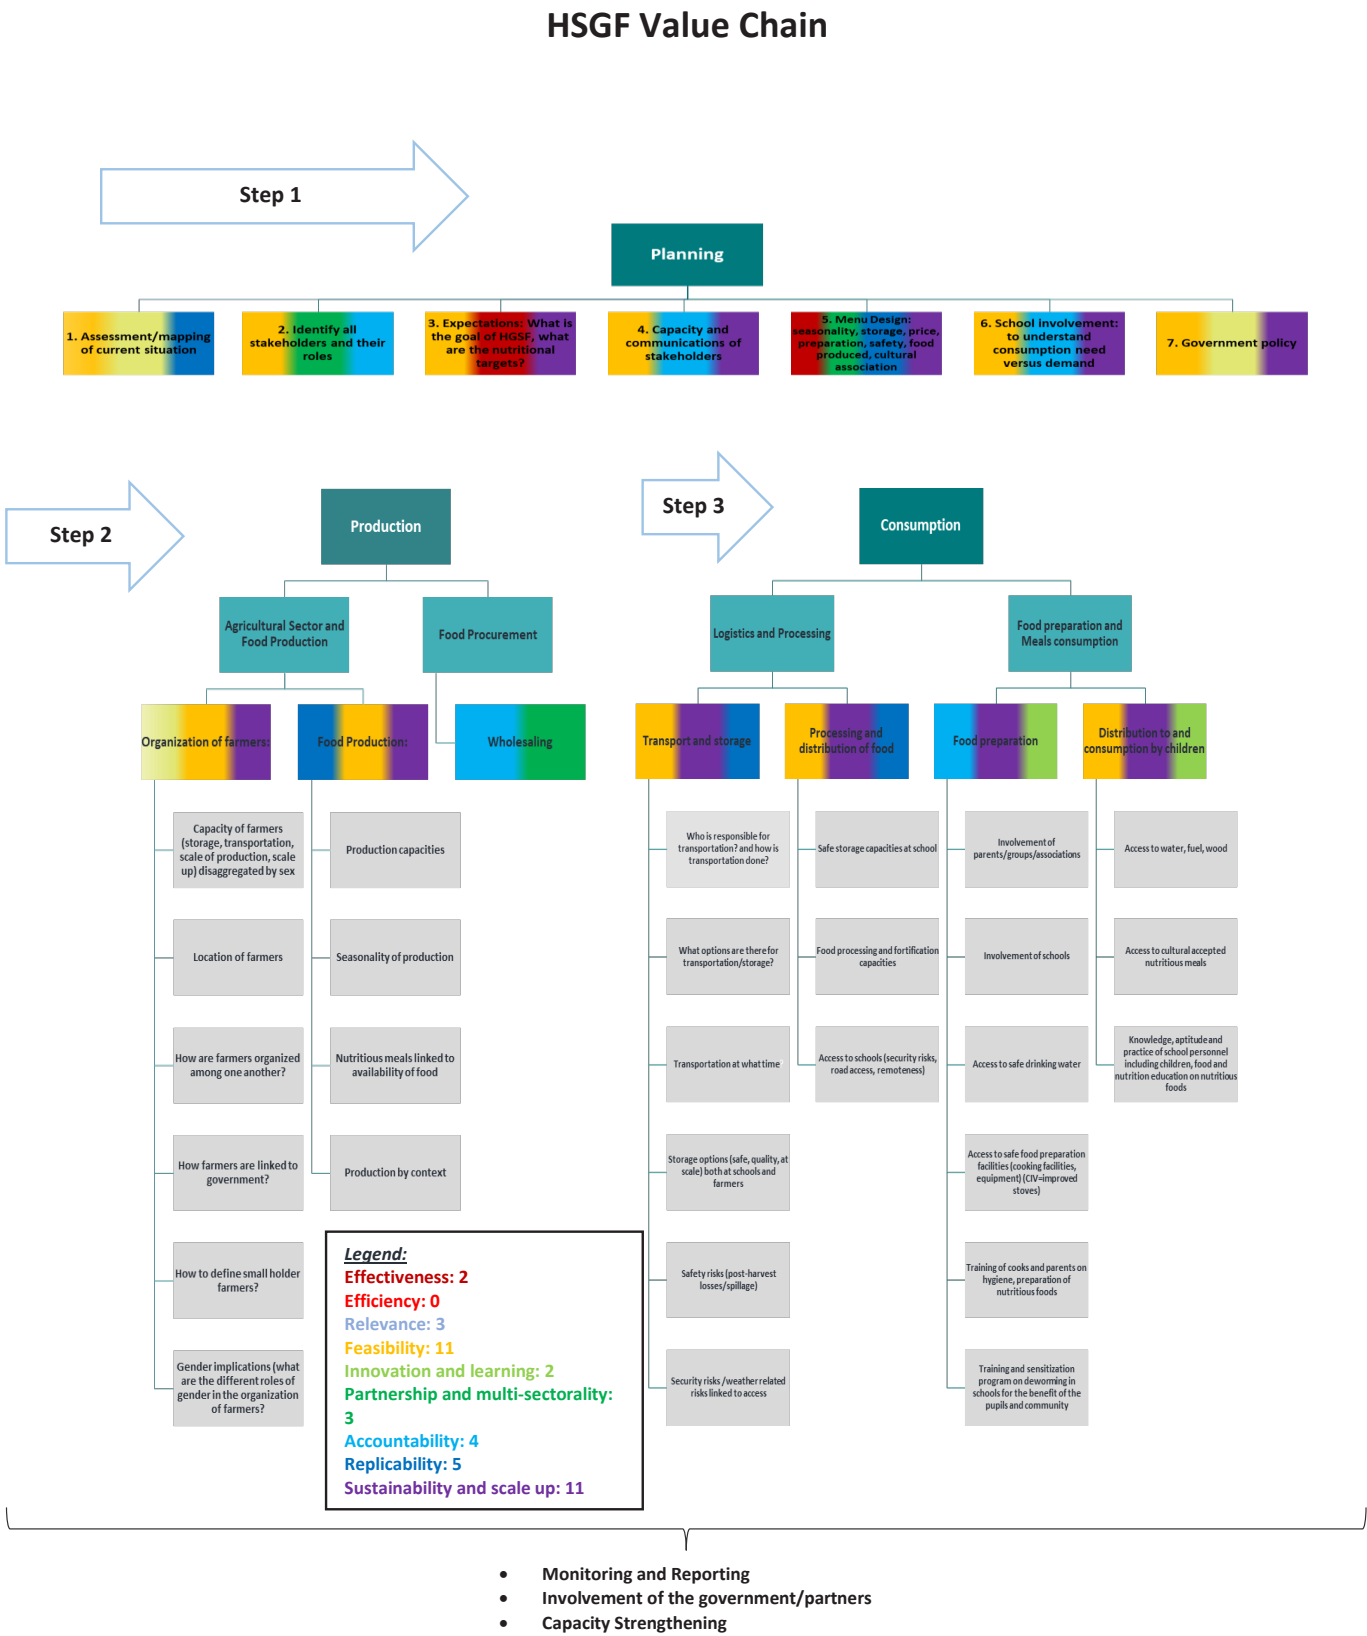 HSGF Value Chain
Step 1
Planning
1. Assessment/mapping
of current situation
2. Identify all
stakeholders and their
roles
3. Expectations: What is
the goal of HGSF, what
are the nutritional
targets?
4. Capacity and
communications of
stakeholders
5. Menu Design:
seesonality, storage, price,
preparation, safety, food
produced, cultural
association
6. School involvement:
to understand
consumption need
versus demand
7. Government policy
Step 2
Production
Agricultural Sector and
Food Production
Food Procurement
Organization of farmers:
Food Production:
Wholesaling
Capacity of farmers
(storage, transportation,
scale of production, scale
up) disaggregated by sex
Location of farmers
How are farmers organized
among one another?
How farmers are linked to
government?
How to define small holder
farmers?
Gender implications (what
are the different roles of
gender in the organization
of farmers?
Production capacities
Seasonality of production
Nutritious meals linked to
availability of food
Production by context
Step 3
Consumption
Logistics and Processing
Food preparation and
Meals consumption
Transport and storage
Processing and
distribution of food
Food preparation
Distribution to and
consumption by children
Who is responsible for
transportation? and how is
transportation done?
What options are there for
transportation/storage?
Transportation at what time
Storage options (safe, quality, at
scale) both at schools and
farmers
Safety risks (post-harvest
losses/spillage)
Security risks /weather related
risks linked to access
Safe storage capacities at school
Food processing and fortification
capacities
Access to schools (security risks,
road access, remoteness)
Involvement of
parents/groups/associations
Involvement of schools
Access to safe drinking water
Access to safe food preparation
facilities (cooking facilities,
equipment) (CIV=improved
stoves)
Training of cooks and parents on
hygiene, preparation of
nutritious foods
Training and sensitization
program on deworming in
schools for the benefit of the
pupils and community
Access to water, fuel, wood
Access to cultural accepted
nutritious meals
Knowledge, aptitude and
practice of school personnel
including children, food and
nutrition education on nutritious
foods
Legend:
Effectiveness: 2
Efficiency: 0
Relevance: 3
Feasibility: 11
Innovation and learning: 2
Partnership and multi-sectorality:
3
Accountability: 4
Replicability: 5
Sustainability and scale up: 11
• Monitoring and Reporting
• Involvement of the government/partners
• Capacity Strengthening